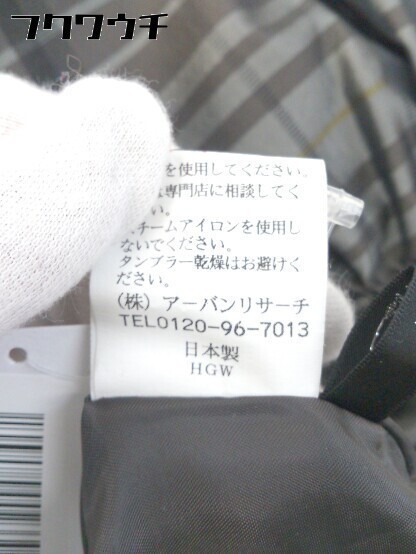 フクワウチ
を使用してください。
専門店に相談してく
い。
チームアイロンを使用し
ないでください。
タンブラー乾燥はお避けく
ださい。
(株) アーバンリサーチ
TEL0120-96-7013
日本製
HGW